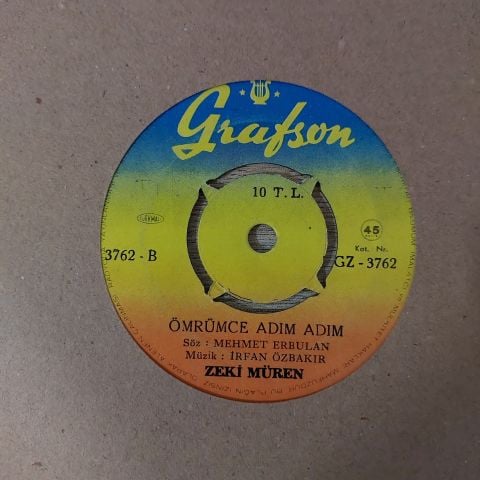 Grafson
10 T. L.
45
3762 - B
Kat. Nr.
GZ - 3762
ÖMRÜMCE ADIM ADIM
Söz : MEHMET ERBULAN
Müzik : İRFAN ÖZBAKIR
ZEKİ MÜREN